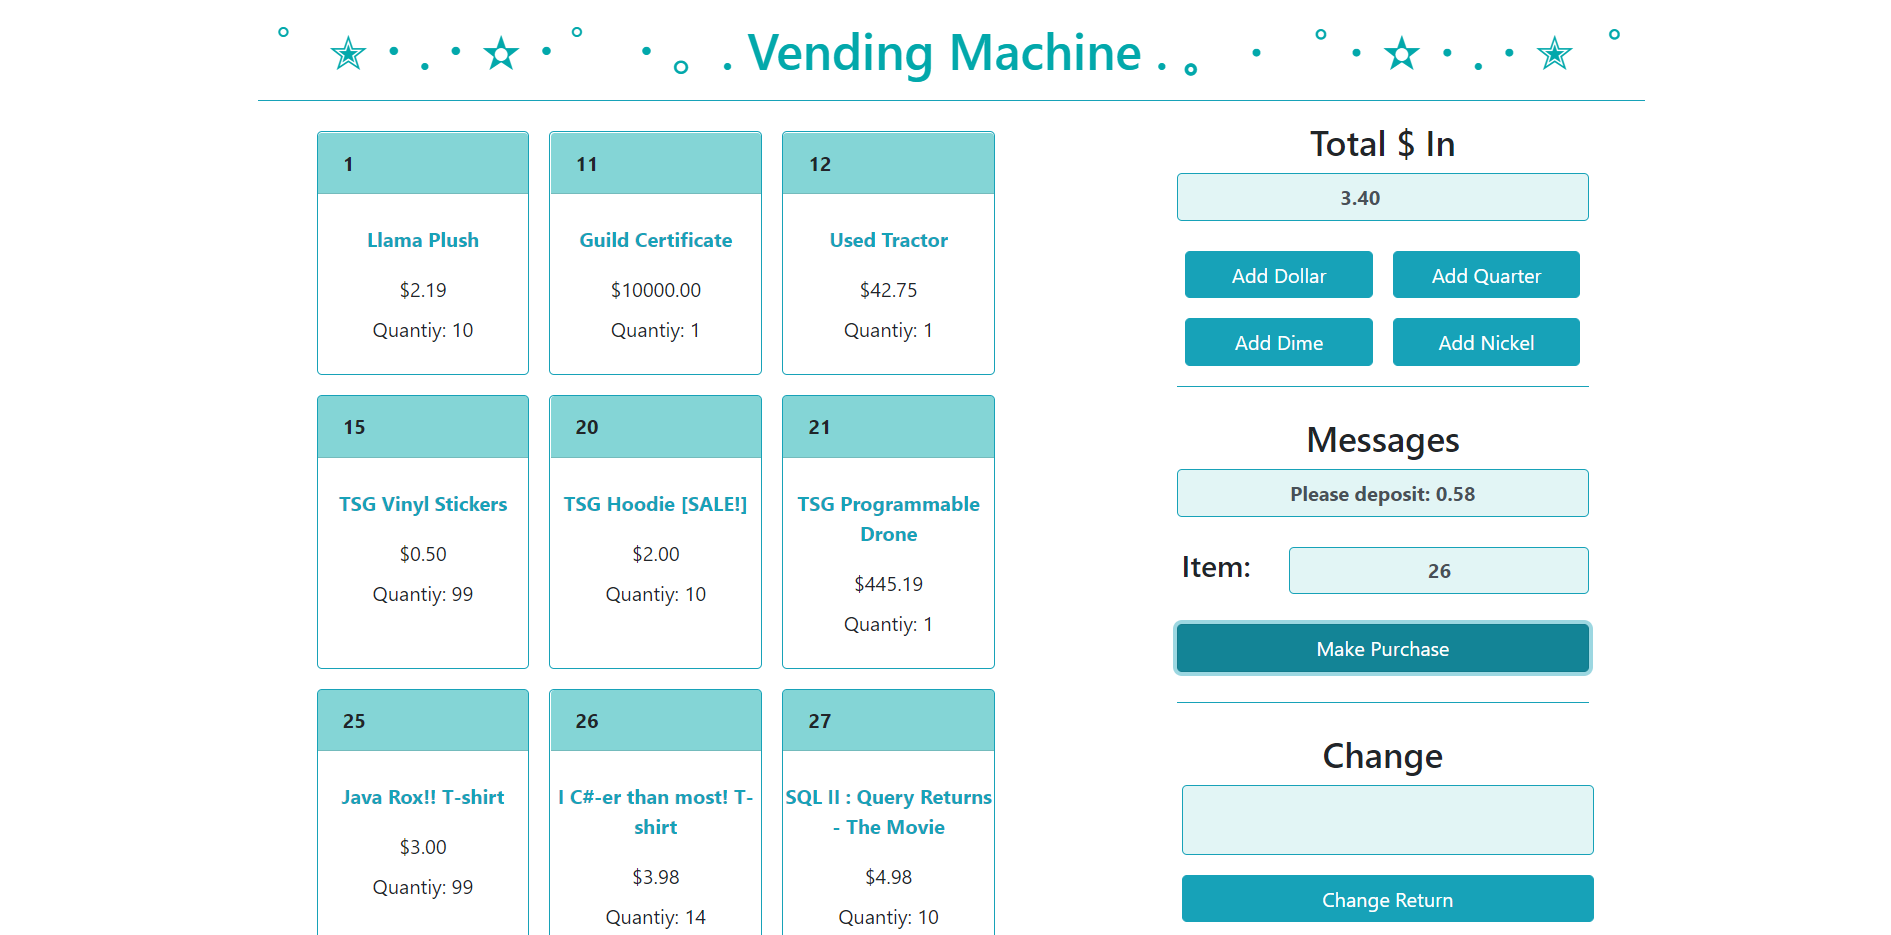 Vending Machine
1
Llama Plush
$2.19
Quantiy: 10
11
Guild Certificate
$10000.00
Quantiy: 1
12
Used Tractor
$42.75
Quantiy: 1
15
TSG Vinyl Stickers
$0.50
Quantiy: 99
20
TSG Hoodie [SALE!]
$2.00
Quantiy: 10
21
TSG Programmable
Drone
$445.19
Quantiy: 1
25
Java Rox!! T-shirt
$3.00
Quantiy: 99
26
I C#-er than most! T-
shirt
$3.98
Quantiy: 14
27
SQL II : Query Returns
- The Movie
$4.98
Quantiy: 10
Total $ In
3.40
Add Dollar
Add Quarter
Add Dime
Add Nickel
Messages
Please deposit: 0.58
Item:
26
Make Purchase
Change
Change Return